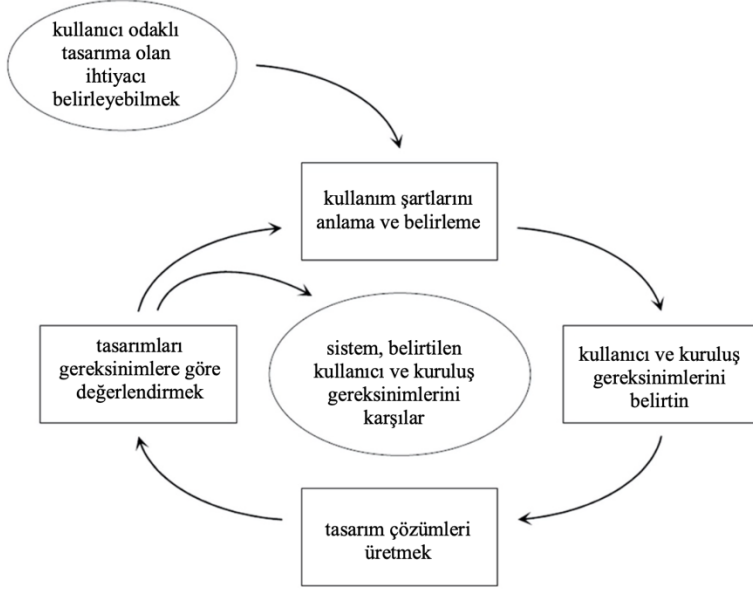 kullanıcı odaklı
tasarıma olan
ihtiyacı
belirleyebilmek
kullanım şartlarını
anlama ve belirleme
tasarımları
gereksinimlere göre
değerlendirmek
sistem, belirtilen
kullanıcı ve kuruluş
gereksinimlerini
karşılar
kullanıcı ve kuruluş
gereksinimlerini
belirtin
tasarım çözümleri
üretmek